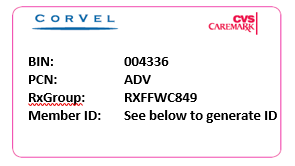 CORVEL
CVS
CAREMARK
BIN: 004336
PCN: ADV
RxGroup: RXFFWC849
Member ID: See below to generate ID